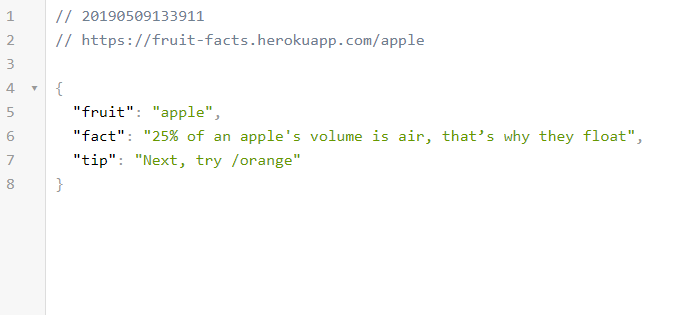 1 // 20190509133911
2 // https://fruit-facts.herokuapp.com/apple
3
4 {
5 "fruit": "apple",
6 "fact": "25% of an apple's volume is air, that’s why they float",
7 "tip": "Next, try /orange"
8 }